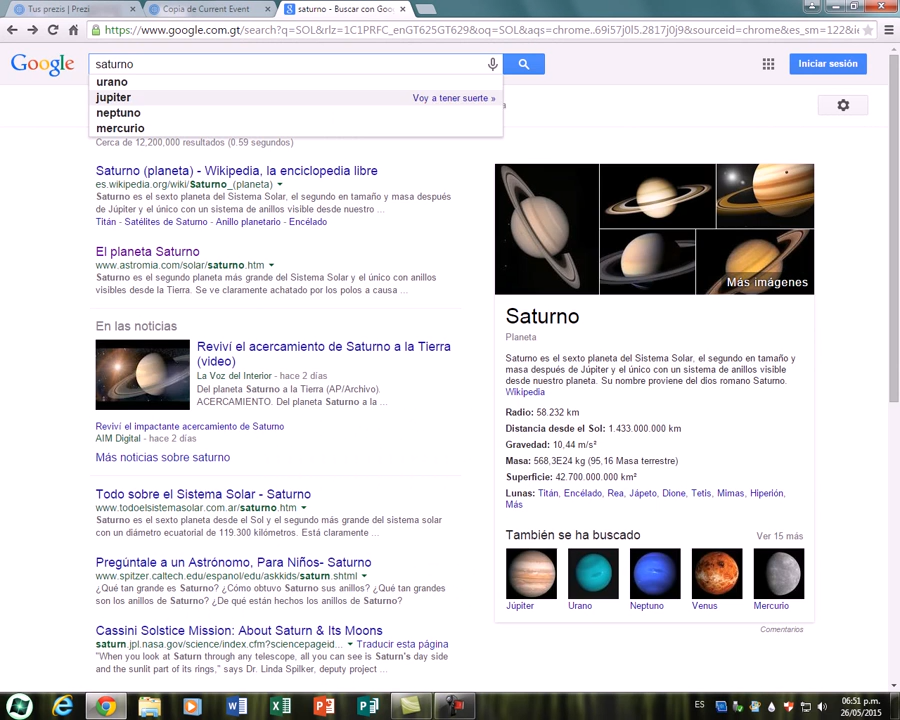 Tus prezis | Prezi
Copia de Current Event
saturno - Buscar con Goo
https://www.google.com.gt/search?q=SOL&rlz=1C1PRFC_enGT625GT629&oq=SOL&aqs=chrome..69i57j0l5.2817j0j9&sourceid=chrome&es_sm=122&ie
Google
saturno
Iniciar sesión
urano
jupiter
Voy a tener suerte »
neptuno
mercurio
Cerca de 12,200,000 resultados (0.59 segundos)
Saturno (planeta) - Wikipedia, la enciclopedia libre
es.wikipedia.org/wiki/Saturno_(planeta)
Saturno es el sexto planeta del Sistema Solar, el segundo en tamaño y masa después
de Júpiter y el único con un sistema de anillos visible desde nuestro ...
Titán - Satélites de Saturno - Anillo planetario - Encélado
El planeta Saturno
www.astromia.com/solar/saturno.htm
Saturno es el segundo planeta más grande del Sistema Solar y el único con anillos
visibles desde la Tierra. Se ve claramente achatado por los polos a causa ...
En las noticias
Reviví el acercamiento de Saturno a la Tierra
(video)
La Voz del Interior - hace 2 días
Del planeta Saturno a la Tierra (AP/Archivo).
ACERCAMIENTO. Del planeta Saturno a la ...
Reviví el impactante acercamiento de Saturno
AIM Digital - hace 2 días
Más noticias sobre saturno
Todo sobre el Sistema Solar - Saturno
www.todoelsistemasolar.com.ar/saturno.htm
Saturno es el sexto planeta desde el Sol y el segundo más grande del sistema solar
con un diámetro ecuatorial de 119.300 kilómetros. Está claramente ...
Pregúntale a un Astrónomo, Para Niños- Saturno
www.spitzer.caltech.edu/espanol/edu/askkids/saturn.shtml
¿Qué tan grande es Saturno? ¿Cómo obtuvo Saturno sus anillos? ¿Qué tan grandes
son los anillos de Saturno? ¿De qué están hechos los anillos de Saturno?
Cassini Solstice Mission: About Saturn & Its Moons
saturn.jpl.nasa.gov/science/index.cfm?sciencepageid... Traducir esta página
"When you look at Saturn through any telescope, all you can see is Saturn's day side
and the sunlit part of its rings," says Dr. Linda Spilker, deputy project ...
Más imágenes
Saturno
Planeta
Saturno es el sexto planeta del Sistema Solar, el segundo en tamaño y
masa después de Júpiter y el único con un sistema de anillos visible
desde nuestro planeta. Su nombre proviene del dios romano Saturno.
Wikipedia
Radio: 58.232 km
Distancia desde el Sol: 1.433.000.000 km
Gravedad: 10,44 m/s²
Masa: 568,3E24 kg (95,16 Masa terrestre)
Superficie: 42.700.000.000 km²
Lunas: Titán, Encélado, Rea, Jápeto, Dione, Tetis, Mimas, Hiperión,
Más
También se ha buscado
Ver 15 más
Júpiter
Urano
Neptuno
Venus
Mercurio
Comentarios
ES
06:51 p.m.
26/05/2015